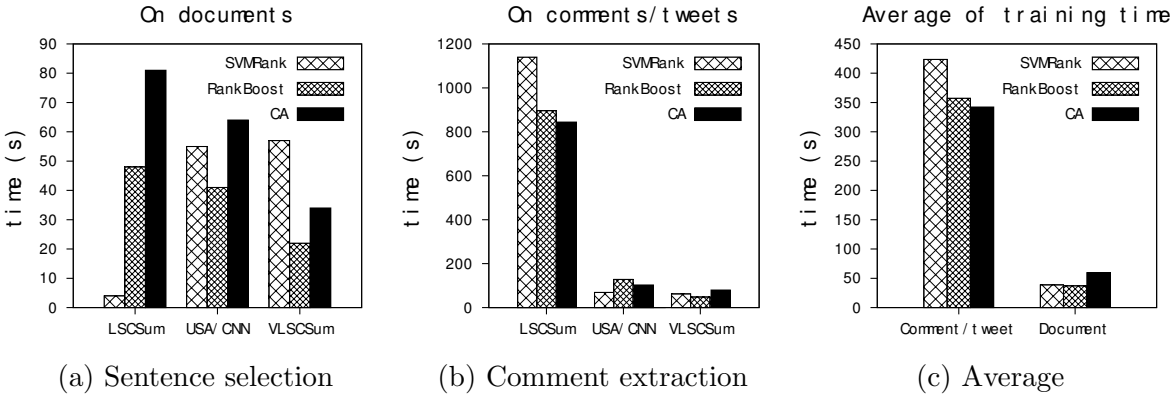 On documents
90
80
70
60
50
40
30
20
10
0
time (s)
SVMRank
RankBoost
CA
LSCSum USA/CNN VLSCSum
(a) Sentence selection
On comments/tweets
1200
1000
800
600
400
200
0
time (s)
SVMRank
RankBoost
CA
LSCSum USA/CNN VLSCSum
(b) Comment extraction
Average of training time
450
400
350
300
250
200
150
100
50
0
time (s)
SVMRank
RankBoost
CA
Comment/tweet Document
(c) Average